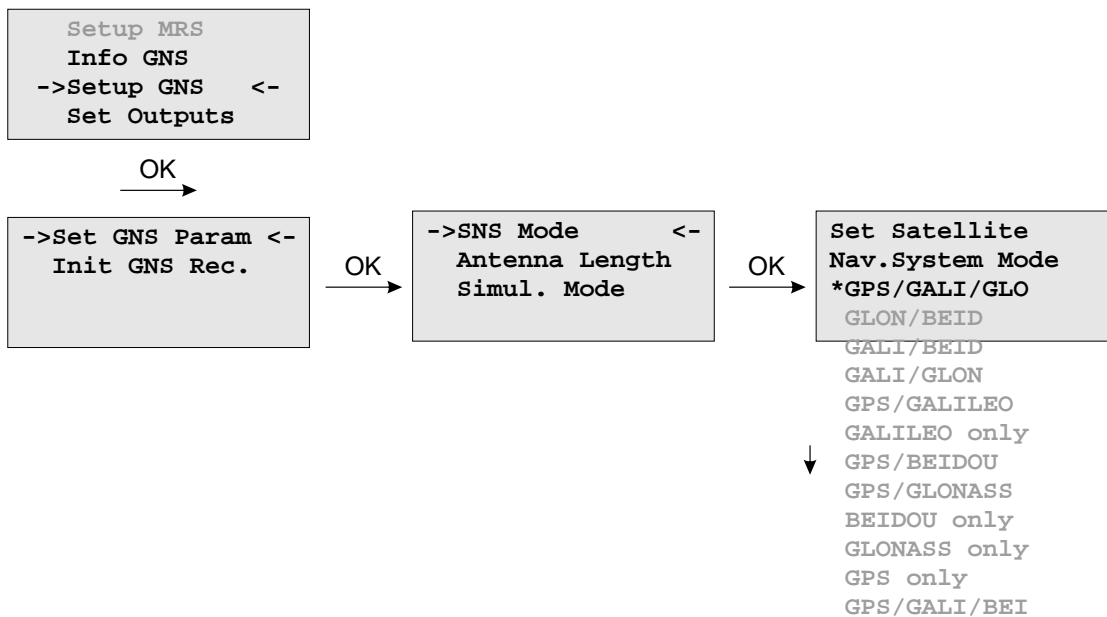 Setup MRS
Info GNS
->Setup GNS <-
Set Outputs
OK
->Set GNS Param <-
Init GNS Rec.
OK
->SNS Mode <-
Antenna Length
Simul. Mode
OK
Set Satellite
Nav.System Mode
*GPS/GALI/GLO
GLON/BEID
GALI/BEID
GALI/GLON
GPS/GALILEO
GALILEO only
GPS/BEIDOU
GPS/GLONASS
BEIDOU only
GLONASS only
GPS only
GPS/GALI/BEI